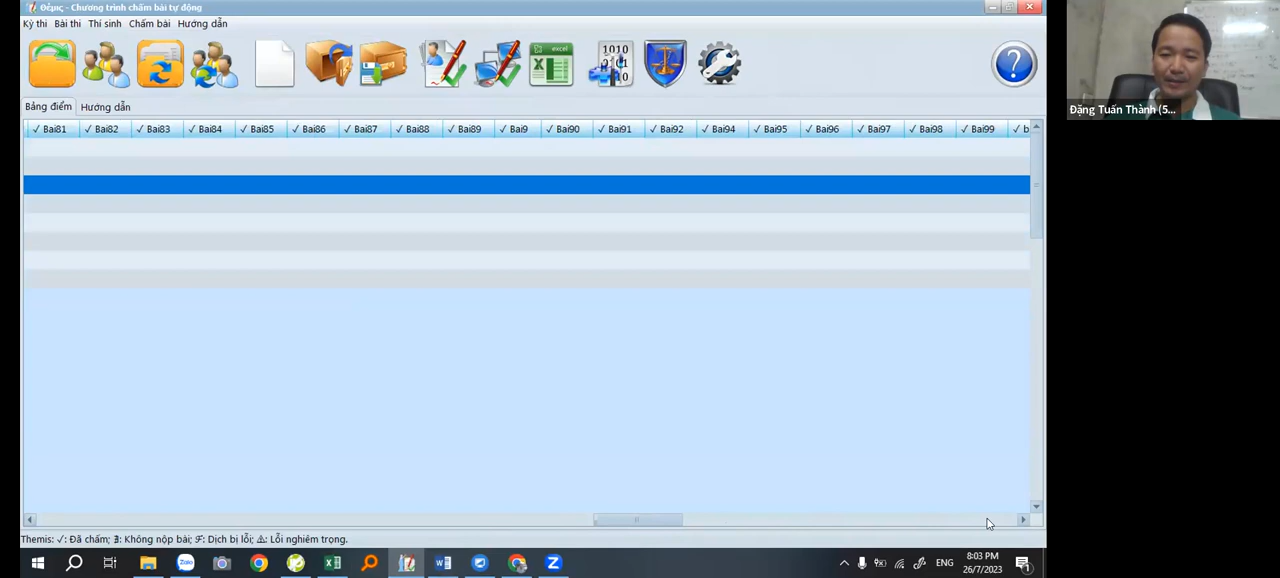 Θέμις - Chương trình chấm bài tự động
Kỳ thi Bài thi Thí sinh Chấm bài Hướng dẫn
excel
1010
Bảng điểm Hướng dẫn
✓ Bai81 ✓ Bai82 ✓ Bai83 ✓ Bai84 ✓ Bai85 ✓ Bai86 ✓ Bai87 ✓ Bai88 ✓ Bai89 ✓ Bai9 ✓ Bai90 ✓ Bai91 ✓ Bai92 ✓ Bai94 ✓ Bai95 ✓ Bai96 ✓ Bai97 ✓ Bai98 ✓ Bai99 ✓ b
Themis: ✓: Đã chấm; ∄: Không nộp bài; ℉: Dịch bị lỗi; ⚠: Lỗi nghiêm trọng.
Zalo
ENG
8:03 PM
26/7/2023
Đặng Tuấn Thành (5...